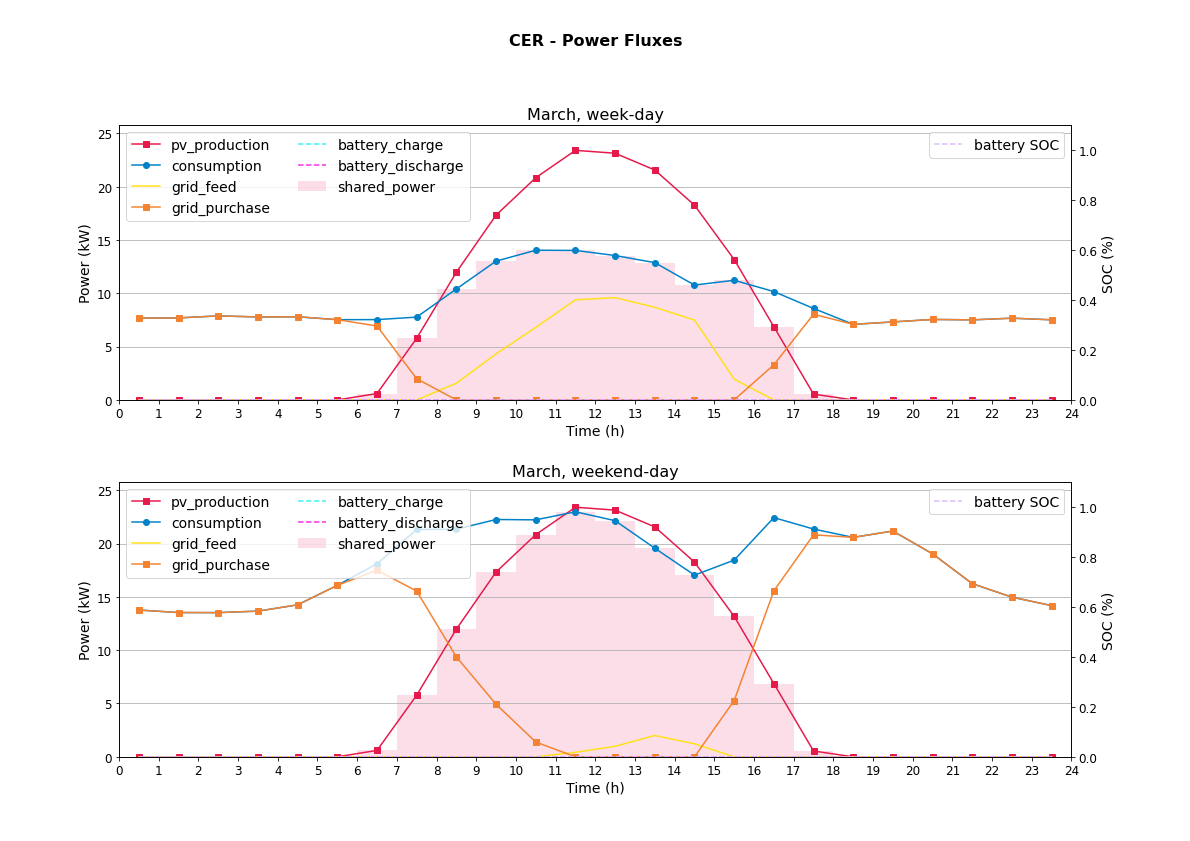 CER - Power Fluxes
March, week-day
pv_production
consumption
grid_feed
grid_purchase
battery_charge
battery_discharge
shared_power
battery SOC
Power (kW)
25
20
15
10
5
0
SOC (%)
1.0
0.8
0.6
0.4
0.2
0.0
0 1 2 3 4 5 6 7 8 9 10 11 12 13 14 15 16 17 18 19 20 21 22 23 24
Time (h)
March, weekend-day
pv_production
consumption
grid_feed
grid_purchase
battery_charge
battery_discharge
shared_power
battery SOC
Power (kW)
25
20
15
10
5
0
SOC (%)
1.0
0.8
0.6
0.4
0.2
0.0
0 1 2 3 4 5 6 7 8 9 10 11 12 13 14 15 16 17 18 19 20 21 22 23 24
Time (h)